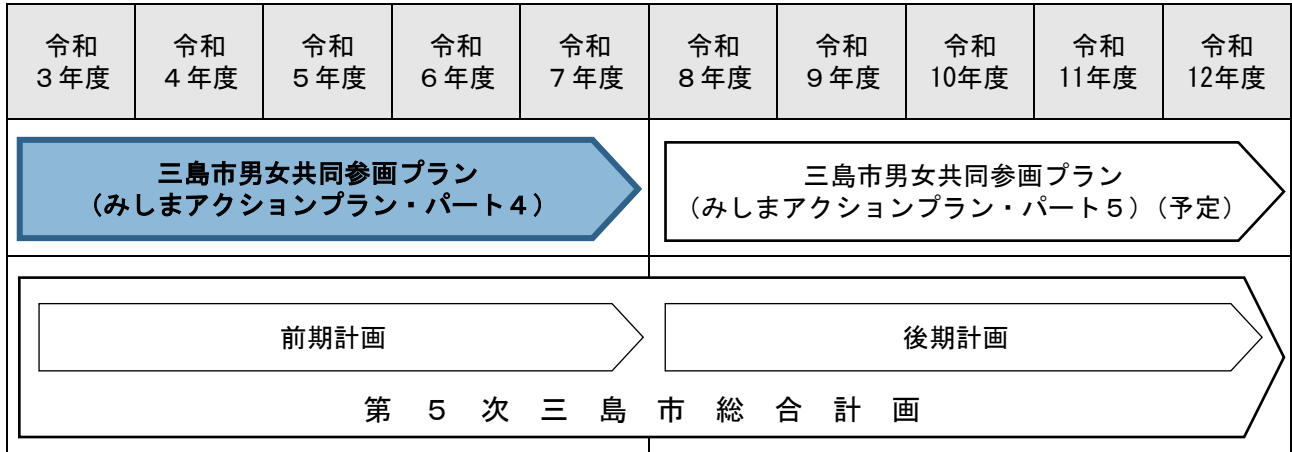 令和
３年度
令和
４年度
令和
５年度
令和
６年度
令和
７年度
令和
８年度
令和
９年度
令和
10年度
令和
11年度
令和
12年度
三島市男女共同参画プラン
（みしまアクションプラン・パート４）
三島市男女共同参画プラン
（みしまアクションプラン・パート５）（予定）
前期計画
後期計画
第５次三島市総合計画